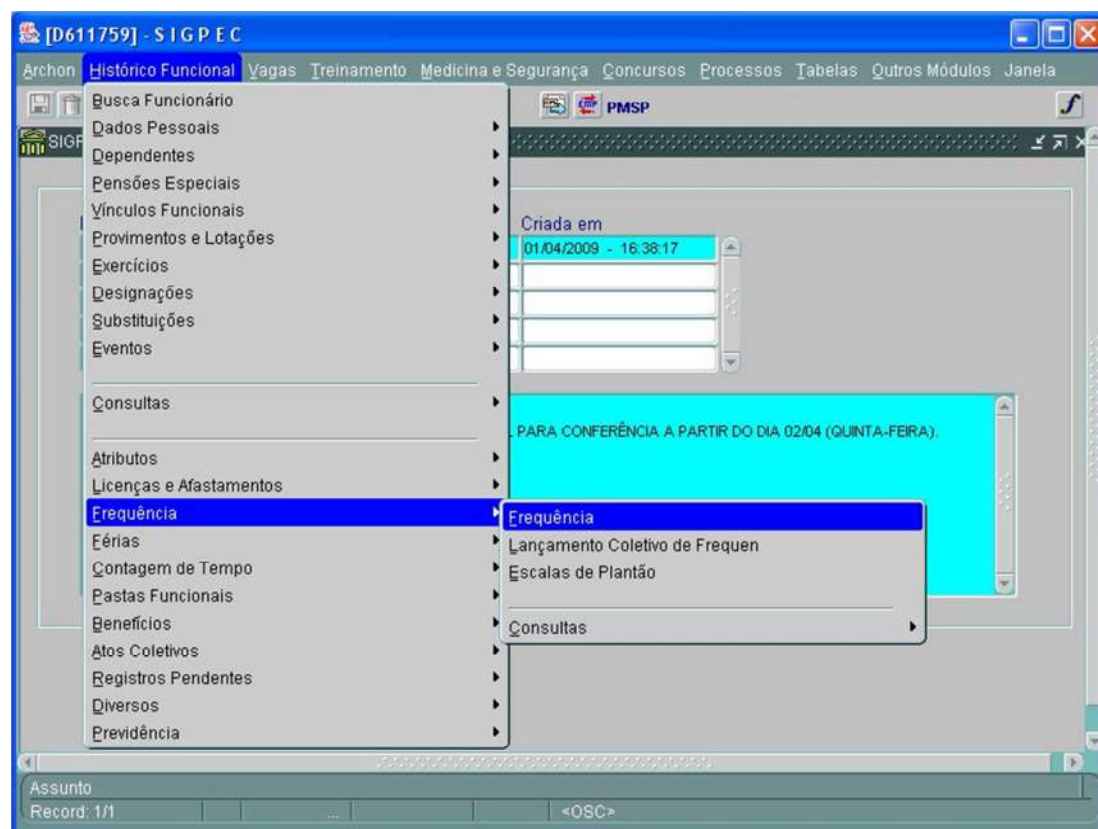 [D611759] - S I G P E C
Archon Histórico Funcional Vagas Treinamento Medicina e Segurança Concursos Processos Tabelas Outros Módulos Janela
PMSP
SIGP
Busca Funcionário
Dados Pessoais
Dependentes
Pensões Especiais
Vínculos Funcionais
Provimentos e Lotações
Exercícios
Designações
Substituições
Eventos
Consultas
Atributos
Licenças e Afastamentos
Frequência
Férias
Contagem de Tempo
Pastas Funcionais
Benefícios
Atos Coletivos
Registros Pendentes
Diversos
Previdência
Criada em
01/04/2009 - 16:38:17
PARA CONFERÊNCIA A PARTIR DO DIA 02/04 (QUINTA-FEIRA).
Frequência
Lançamento Coletivo de Frequen
Escalas de Plantão
Consultas
Assunto
Record: 1/1 ... <OSC>